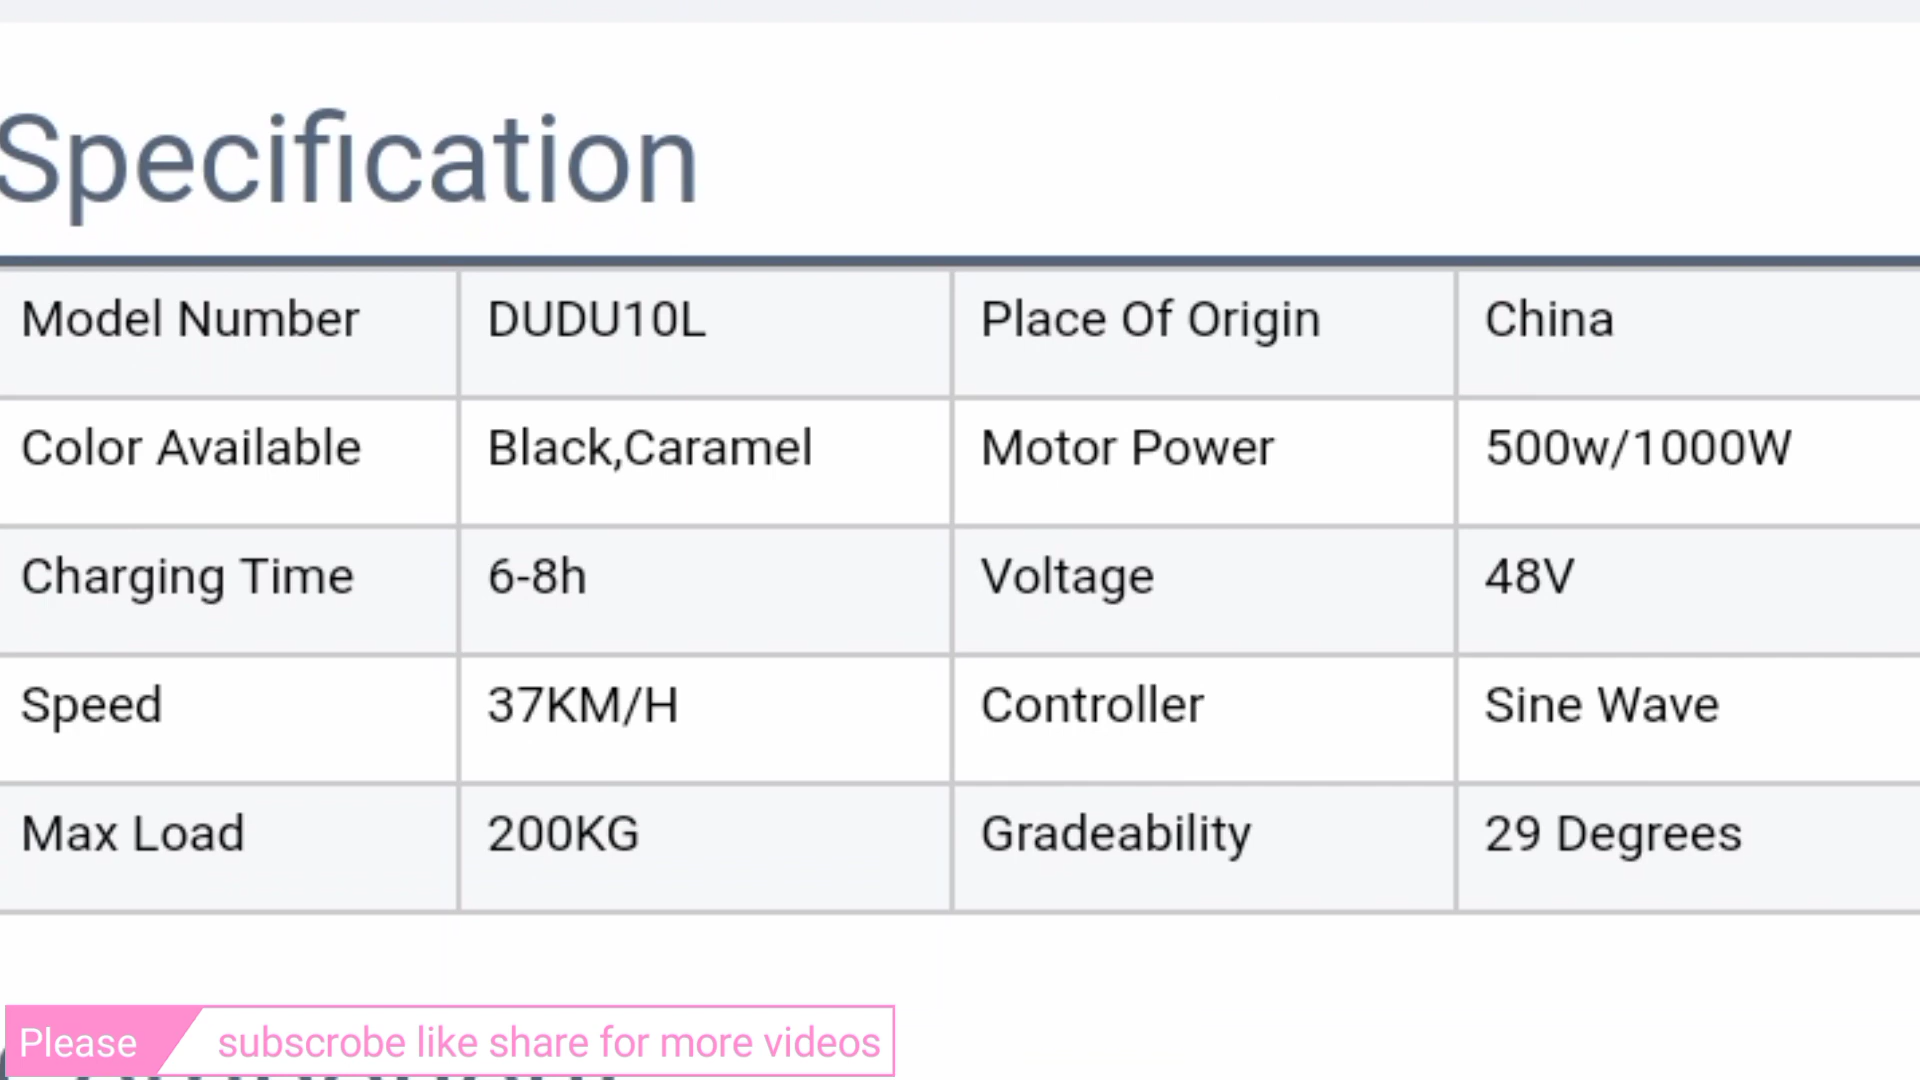 Specification
Model Number DUDU10L Place Of Origin China
Color Available Black,Caramel Motor Power 500w/1000W
Charging Time 6-8h Voltage 48V
Speed 37KM/H Controller Sine Wave
Max Load 200KG Gradeability 29 Degrees
Please subscrobe like share for more videos